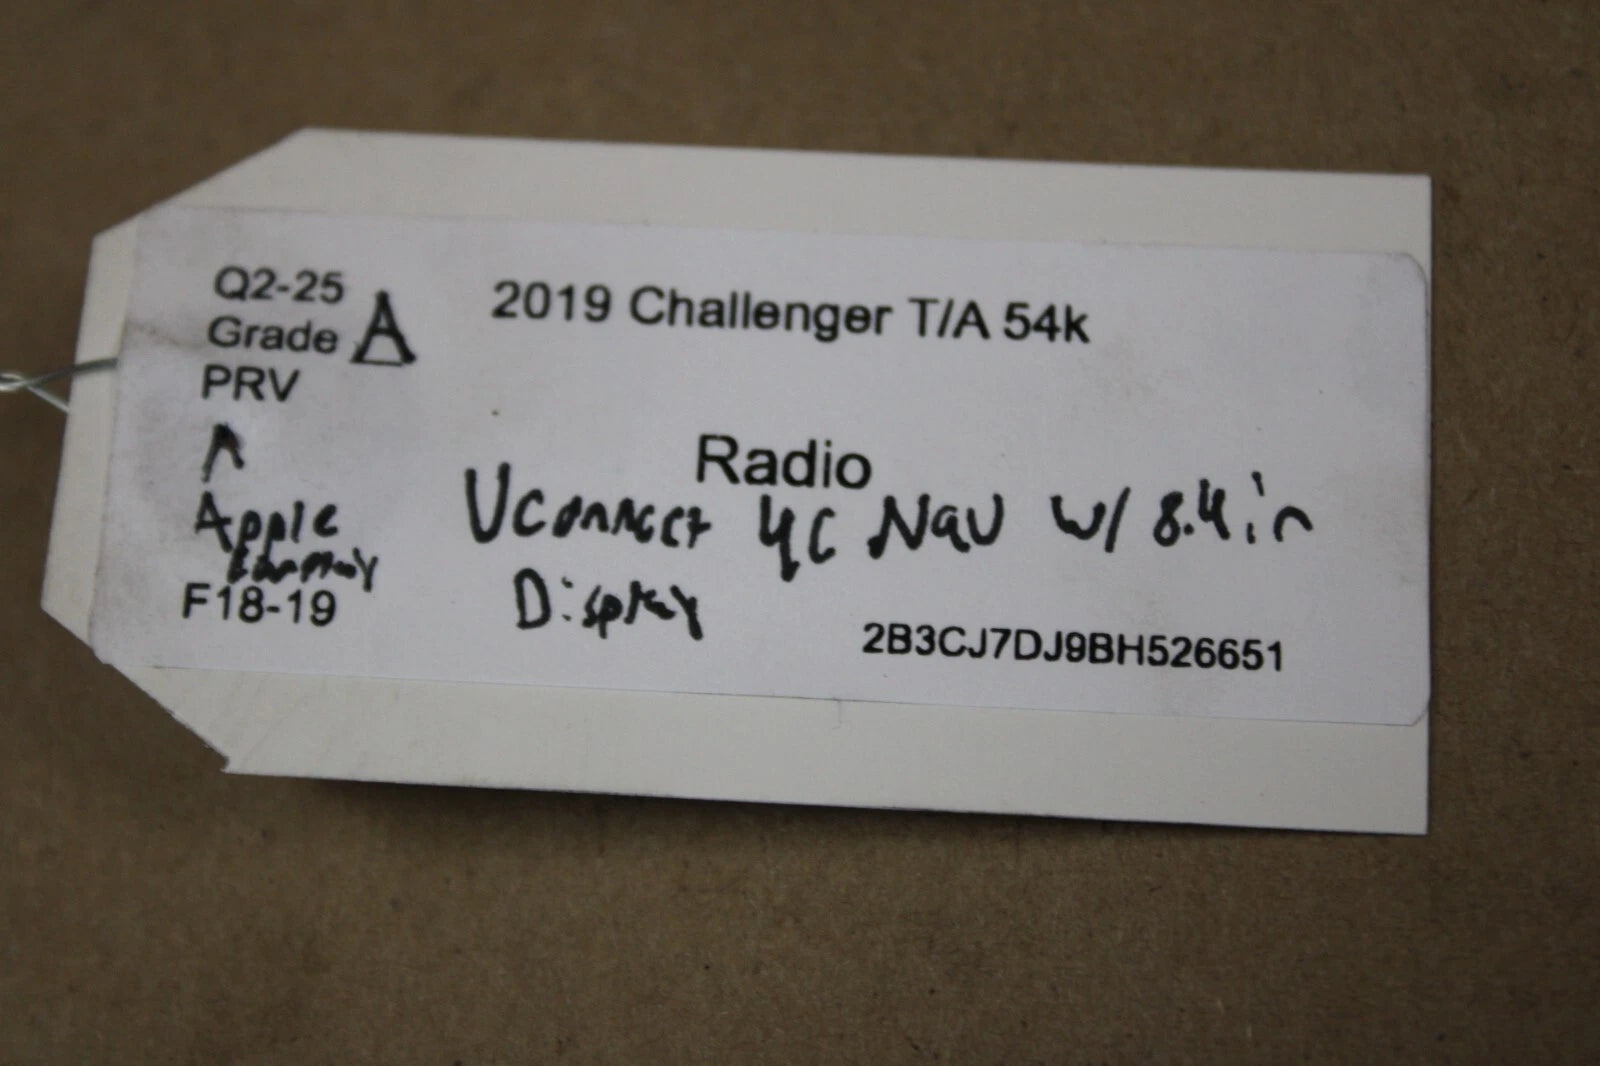 Q2-25
Grade A
PRV
2019 Challenger T/A 54k
Radio
Apple
Uconnect 4C Nav w/ 8.4in
Display
F18-19
2B3CJ7DJ9BH526651